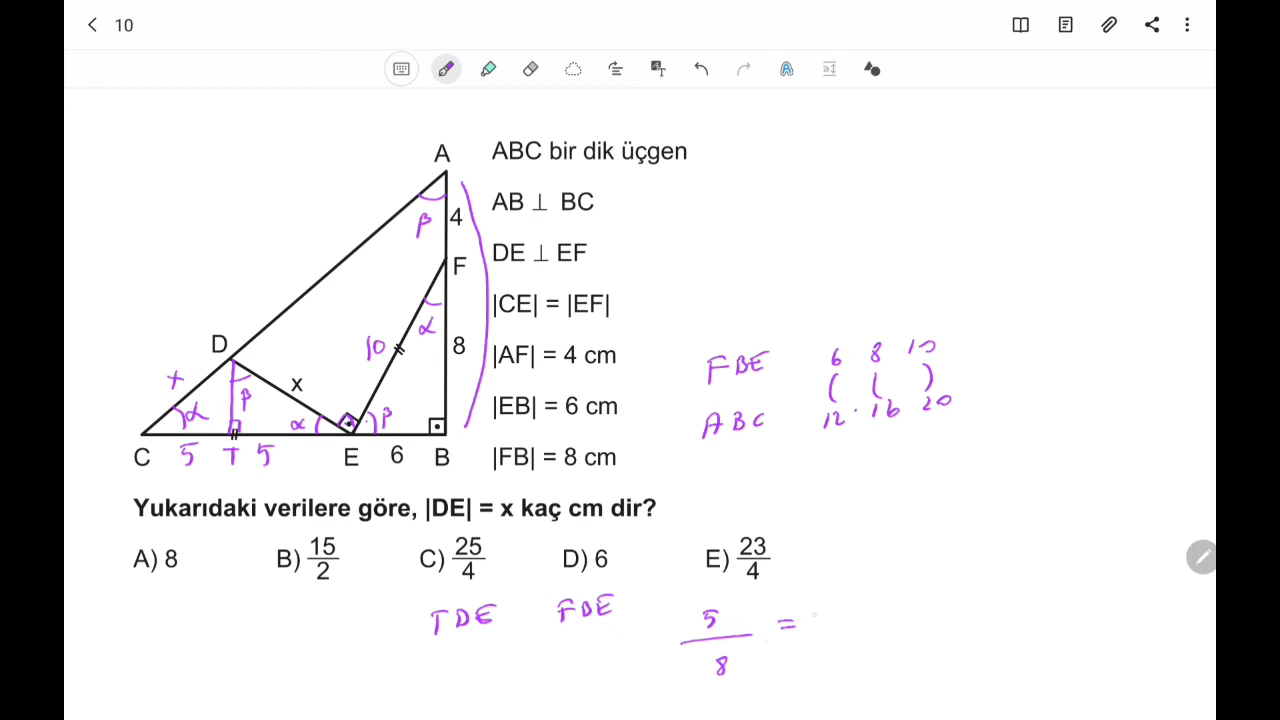 10
A
ABC bir dik üçgen
AB ⊥ BC
β
4
F
DE ⊥ EF
|CE| = |EF|
α
D
10
8
|AF| = 4 cm
x
x
β
FBE 6 8 10
|EB| = 6 cm
α
α
β
ABC 12 16 20
C 5 T 5 E 6 B
|FB| = 8 cm
Yukarıdaki verilere göre, |DE| = x kaç cm dir?
A) 8 B) 15/2 C) 25/4 D) 6 E) 23/4
TDE FBE 5/8 =